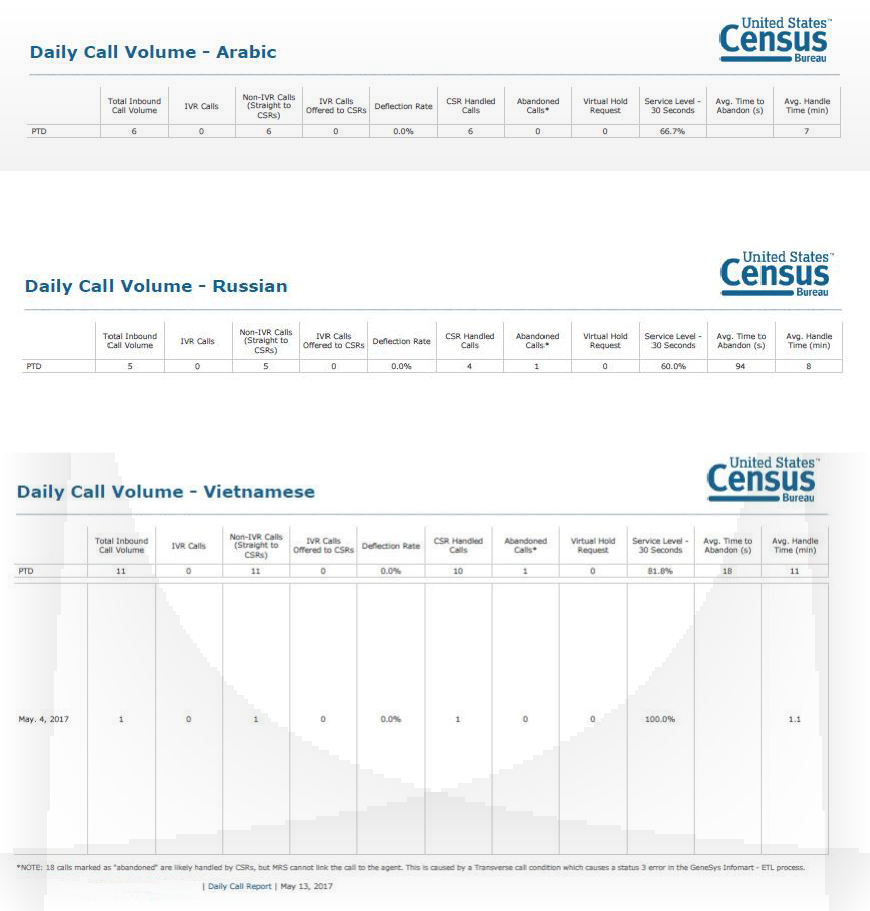 United States™
Census
Bureau
Daily Call Volume - Arabic
Total Inbound Call Volume IVR Calls Non-IVR Calls (Straight to CSRs) IVR Calls Offered to CSRs Deflection Rate CSR Handled Calls Abandoned Calls* Virtual Hold Request Service Level - 30 Seconds Avg. Time to Abandon (s) Avg. Handle Time (min)
PTD 6 0 6 0 0.0% 6 0 0 66.7% 7
United States™
Census
Bureau
Daily Call Volume - Russian
Total Inbound Call Volume IVR Calls Non-IVR Calls (Straight to CSRs) IVR Calls Offered to CSRs Deflection Rate CSR Handled Calls Abandoned Calls* Virtual Hold Request Service Level - 30 Seconds Avg. Time to Abandon (s) Avg. Handle Time (min)
PTD 5 0 5 0 0.0% 4 1 0 60.0% 94 8
United States™
Census
Bureau
Daily Call Volume - Vietnamese
Total Inbound Call Volume IVR Calls Non-IVR Calls (Straight to CSRs) IVR Calls Offered to CSRs Deflection Rate CSR Handled Calls Abandoned Calls* Virtual Hold Request Service Level - 30 Seconds Avg. Time to Abandon (s) Avg. Handle Time (min)
PTD 11 0 11 0 0.0% 10 1 0 81.8% 18 11
May. 4, 2017 1 0 1 0 0.0% 1 0 0 100.0% 1.1
*NOTE: 18 calls marked as "abandoned" are likely handled by CSRs, but MRS cannot link the call to the agent. This is caused by a Transverse call condition which causes a status 3 error in the GeneSys Infomart - ETL process.
| Daily Call Report | May 13, 2017